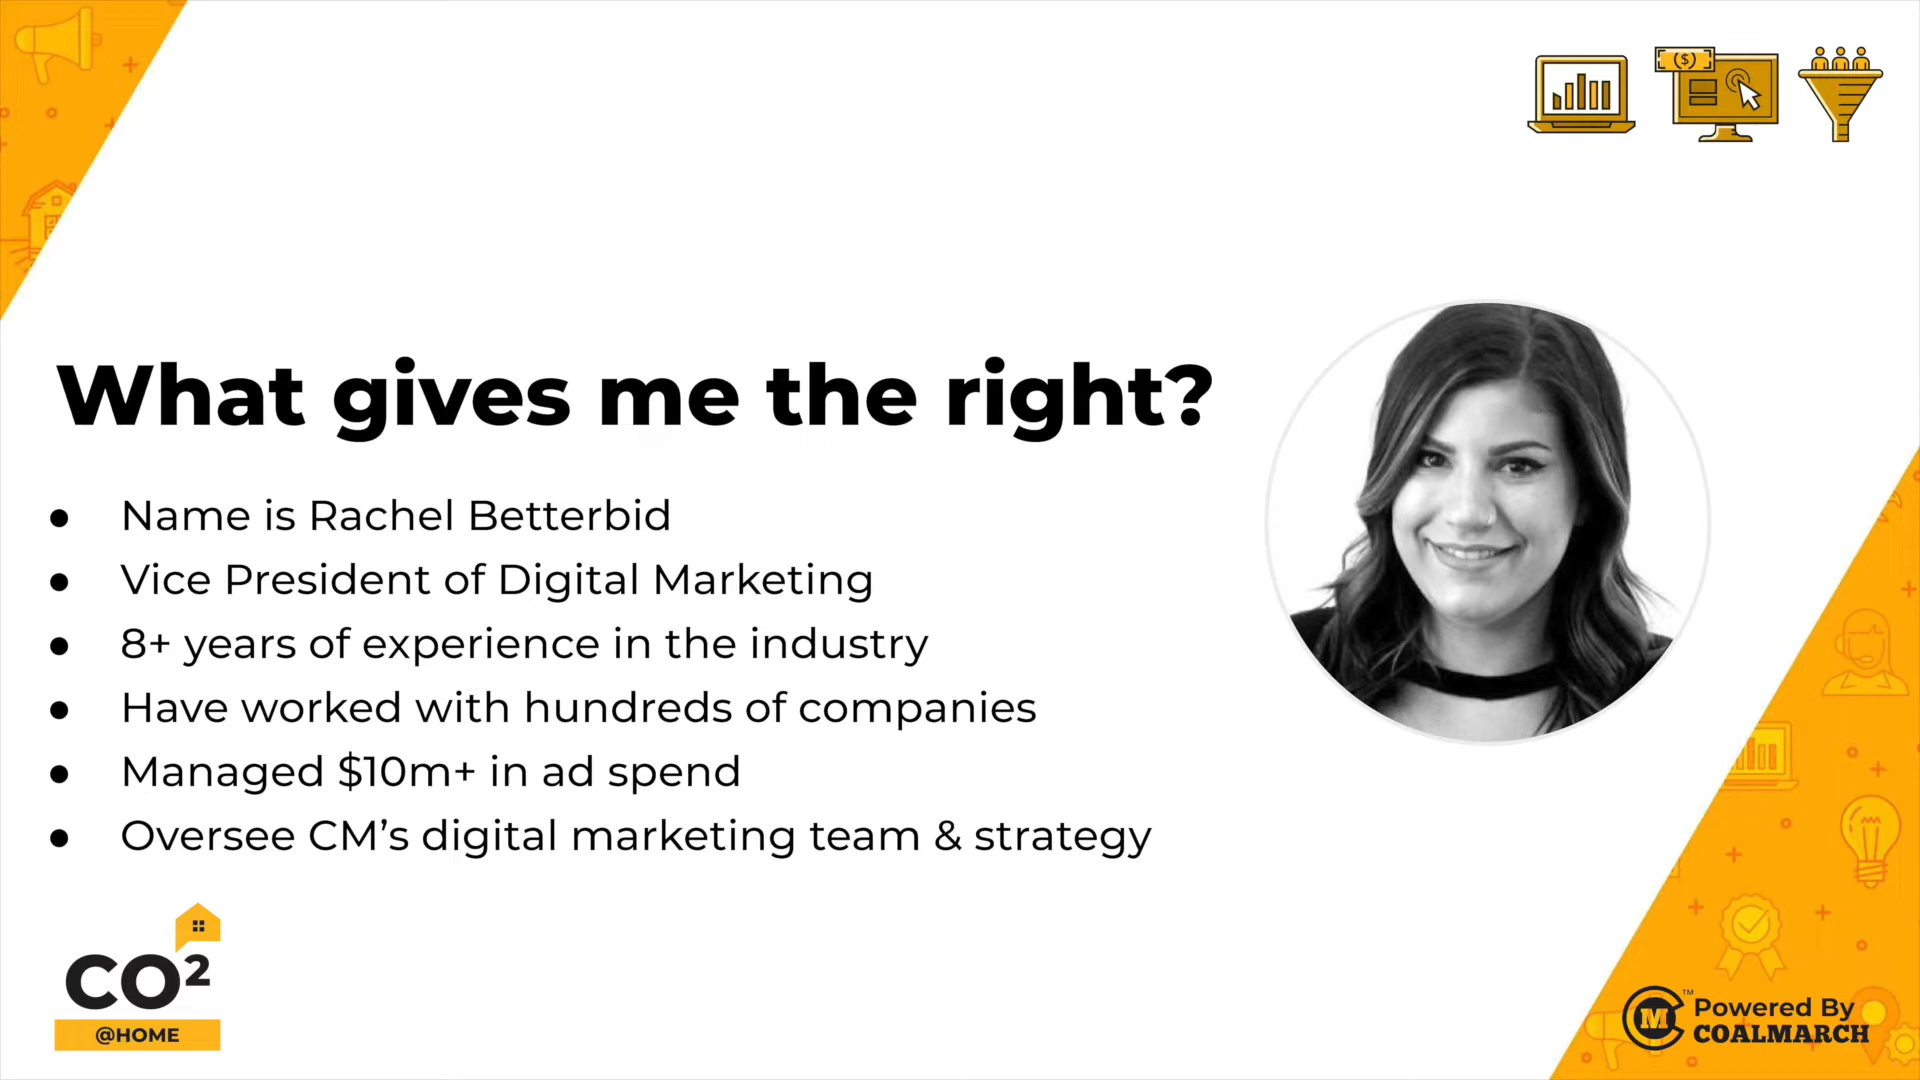 ($)
What gives me the right?
● Name is Rachel Betterbid
● Vice President of Digital Marketing
● 8+ years of experience in the industry
● Have worked with hundreds of companies
● Managed $10m+ in ad spend
● Oversee CM’s digital marketing team & strategy
CO²
@HOME
CM™ Powered By
COALMARCH